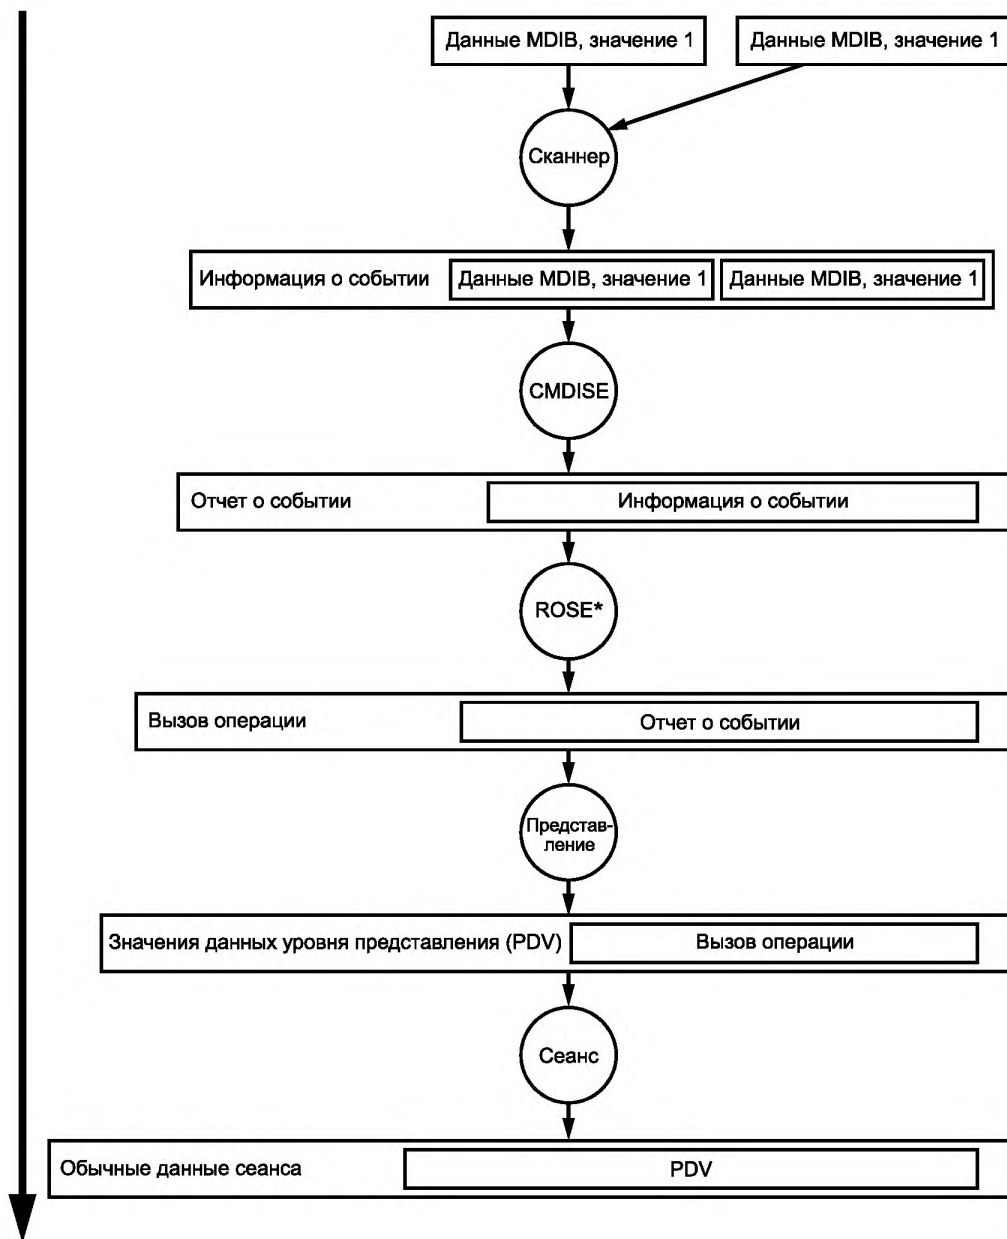 Данные MDIB, значение 1
Данные MDIB, значение 1
Сканнер
Информация о событии
Данные MDIB, значение 1
Данные MDIB, значение 1
CMDISE
Отчет о событии
Информация о событии
ROSE*
Вызов операции
Отчет о событии
Представ-
ление
Значения данных уровня представления (PDV)
Вызов операции
Сеанс
Обычные данные сеанса
PDV